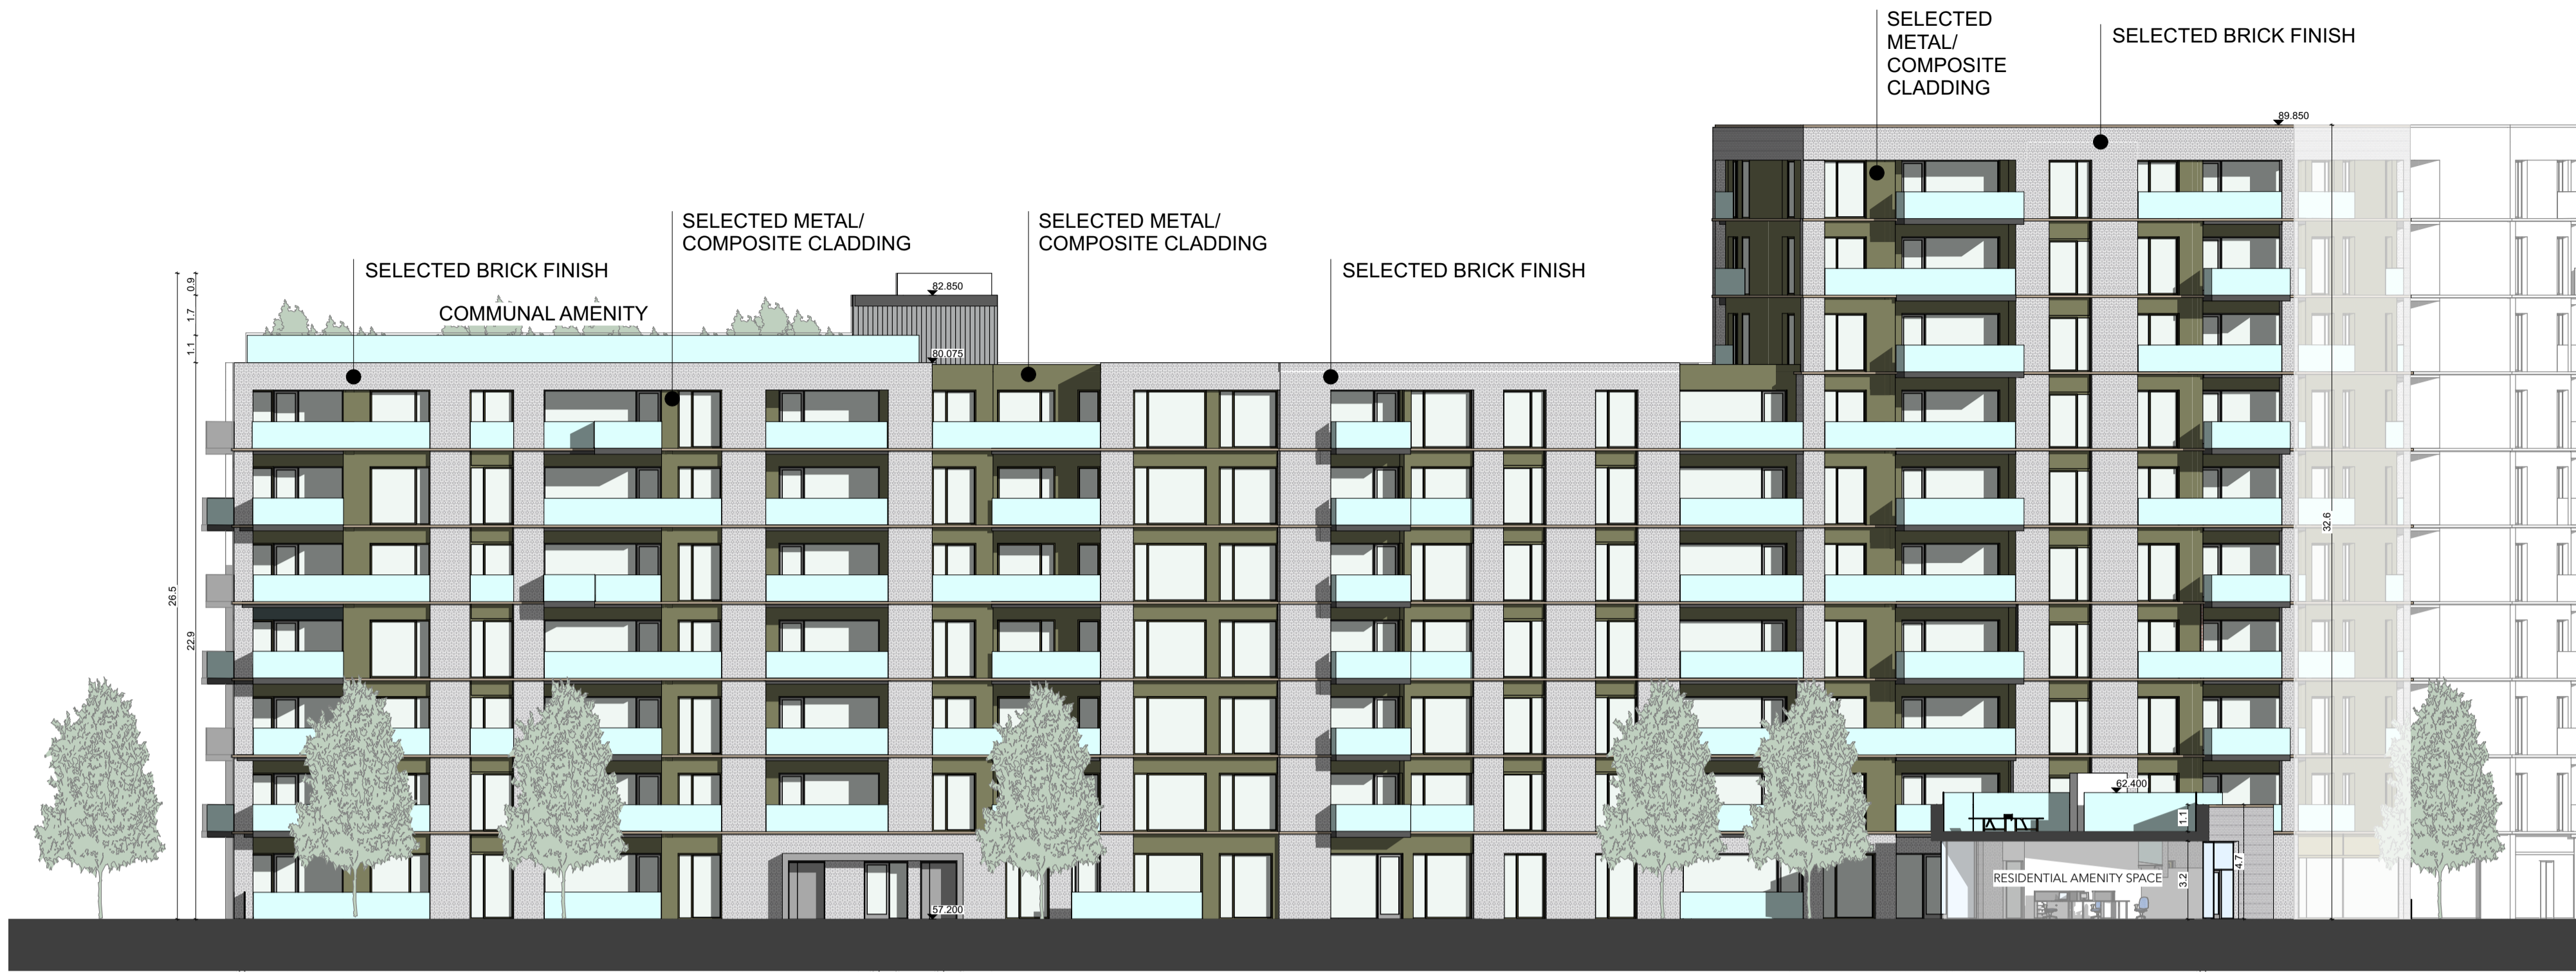 SELECTED
METAL/
COMPOSITE
CLADDING
SELECTED BRICK FINISH
89.850
SELECTED METAL/
COMPOSITE CLADDING
SELECTED METAL/
COMPOSITE CLADDING
SELECTED BRICK FINISH
SELECTED BRICK FINISH
COMMUNAL AMENITY
82.850
80.075
0.9
1.7
1.1
26.5
22.9
32.6
62.400
1.1
4.7
3.2
RESIDENTIAL AMENITY SPACE
57.200